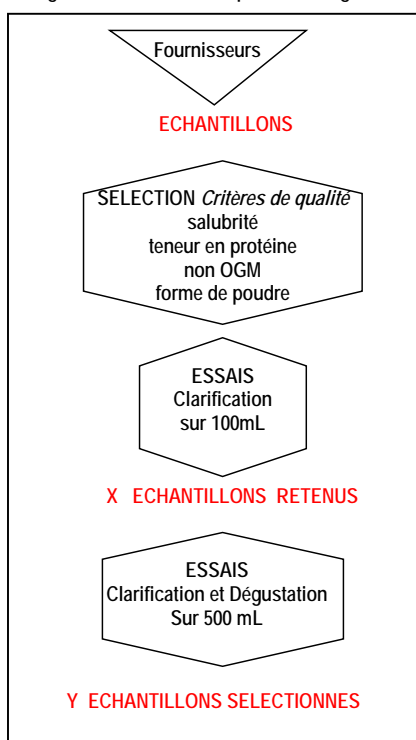 Fournisseurs
ECHANTILLONS
SELECTION Critères de qualité
salubrité
teneur en protéine
non OGM
forme de poudre
ESSAIS
Clarification
sur 100mL
X ECHANTILLONS RETENUS
ESSAIS
Clarification et Dégustation
Sur 500 mL
Y ECHANTILLONS SELECTIONNES